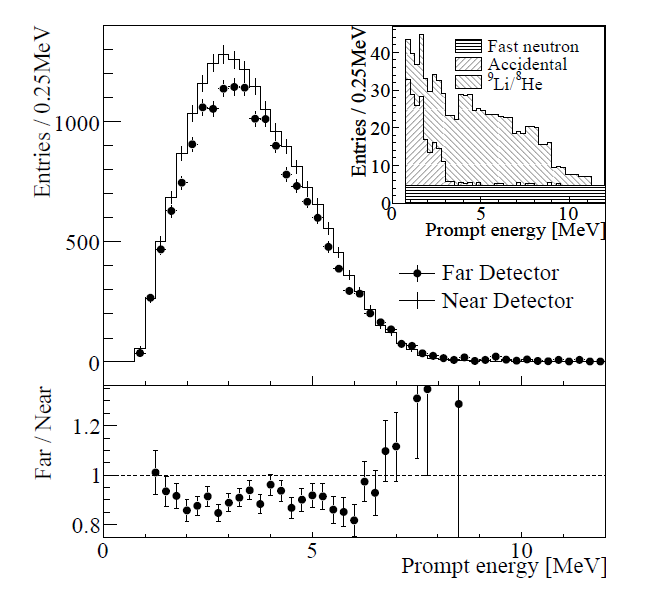 Entries / 0.25MeV
1000
500
0
Entries / 0.25MeV
40
30
20
10
0
Fast neutron
Accidental
⁹Li/⁸He
0 5 10
Prompt energy [MeV]
Far Detector
Near Detector
Far / Near
1.2
1
0.8
0 5 10
Prompt energy [MeV]